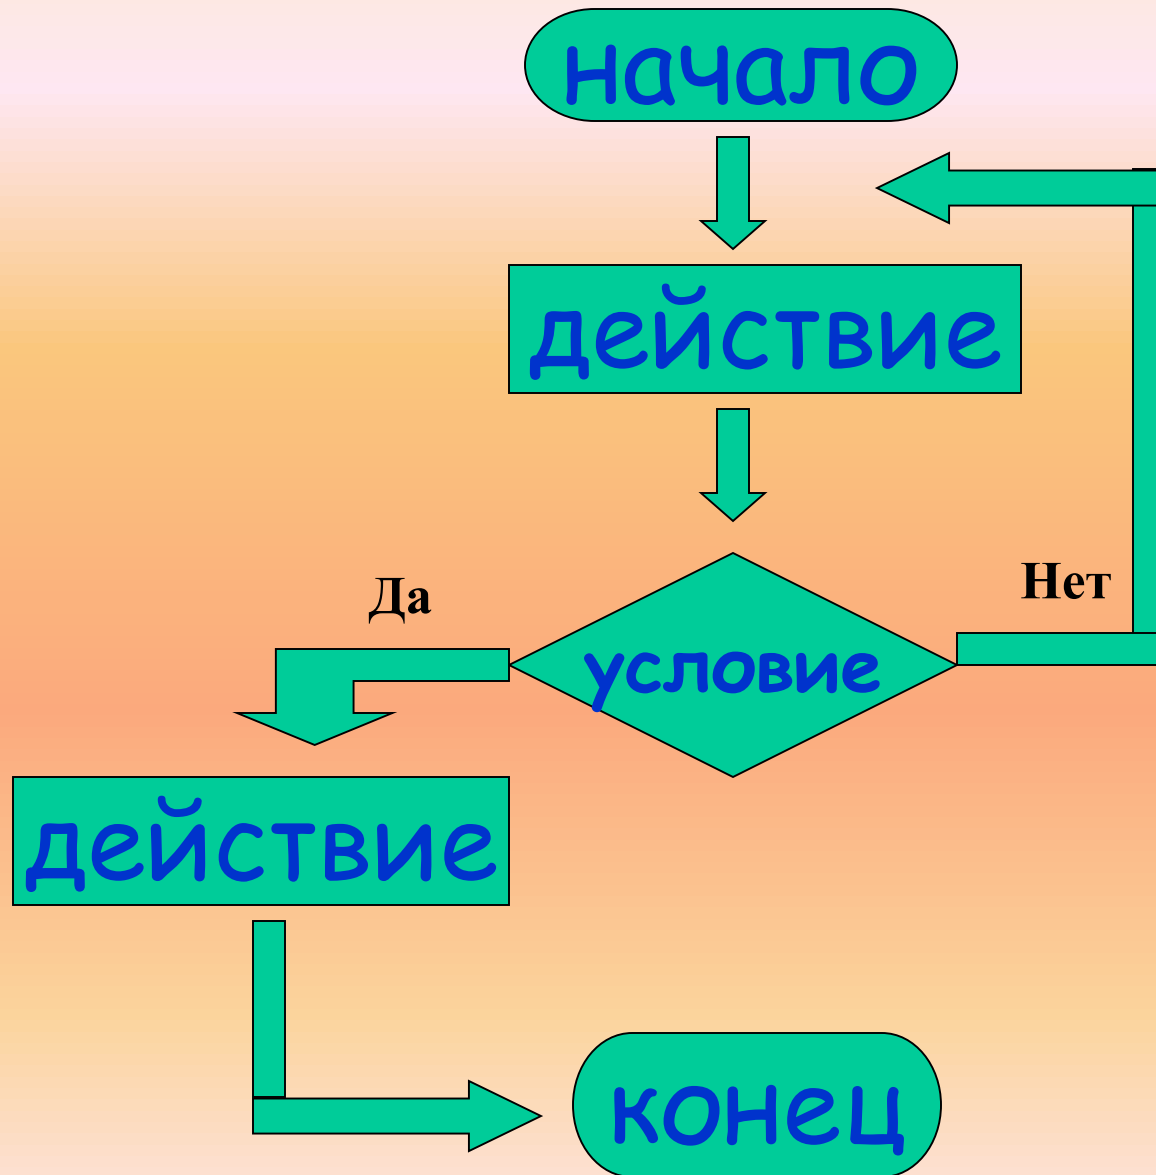 начало
действие
Да
условие
Нет
действие
конец